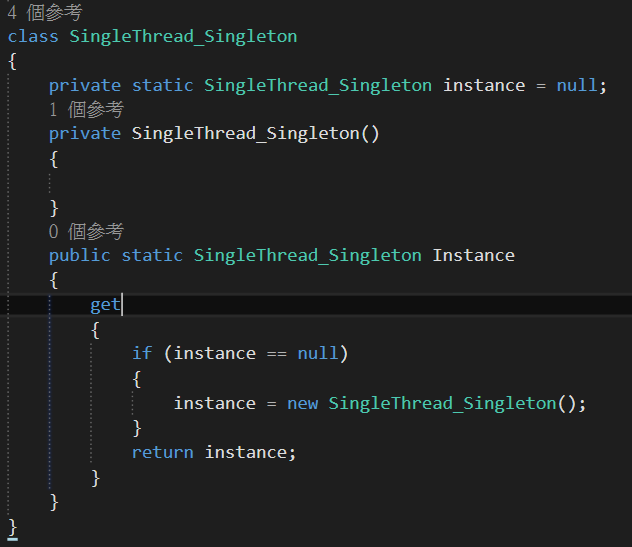 4 個參考
class SingleThread_Singleton
{
private static SingleThread_Singleton instance = null;
1 個參考
private SingleThread_Singleton()
{
}
0 個參考
public static SingleThread_Singleton Instance
{
get
{
if (instance == null)
{
instance = new SingleThread_Singleton();
}
return instance;
}
}
}